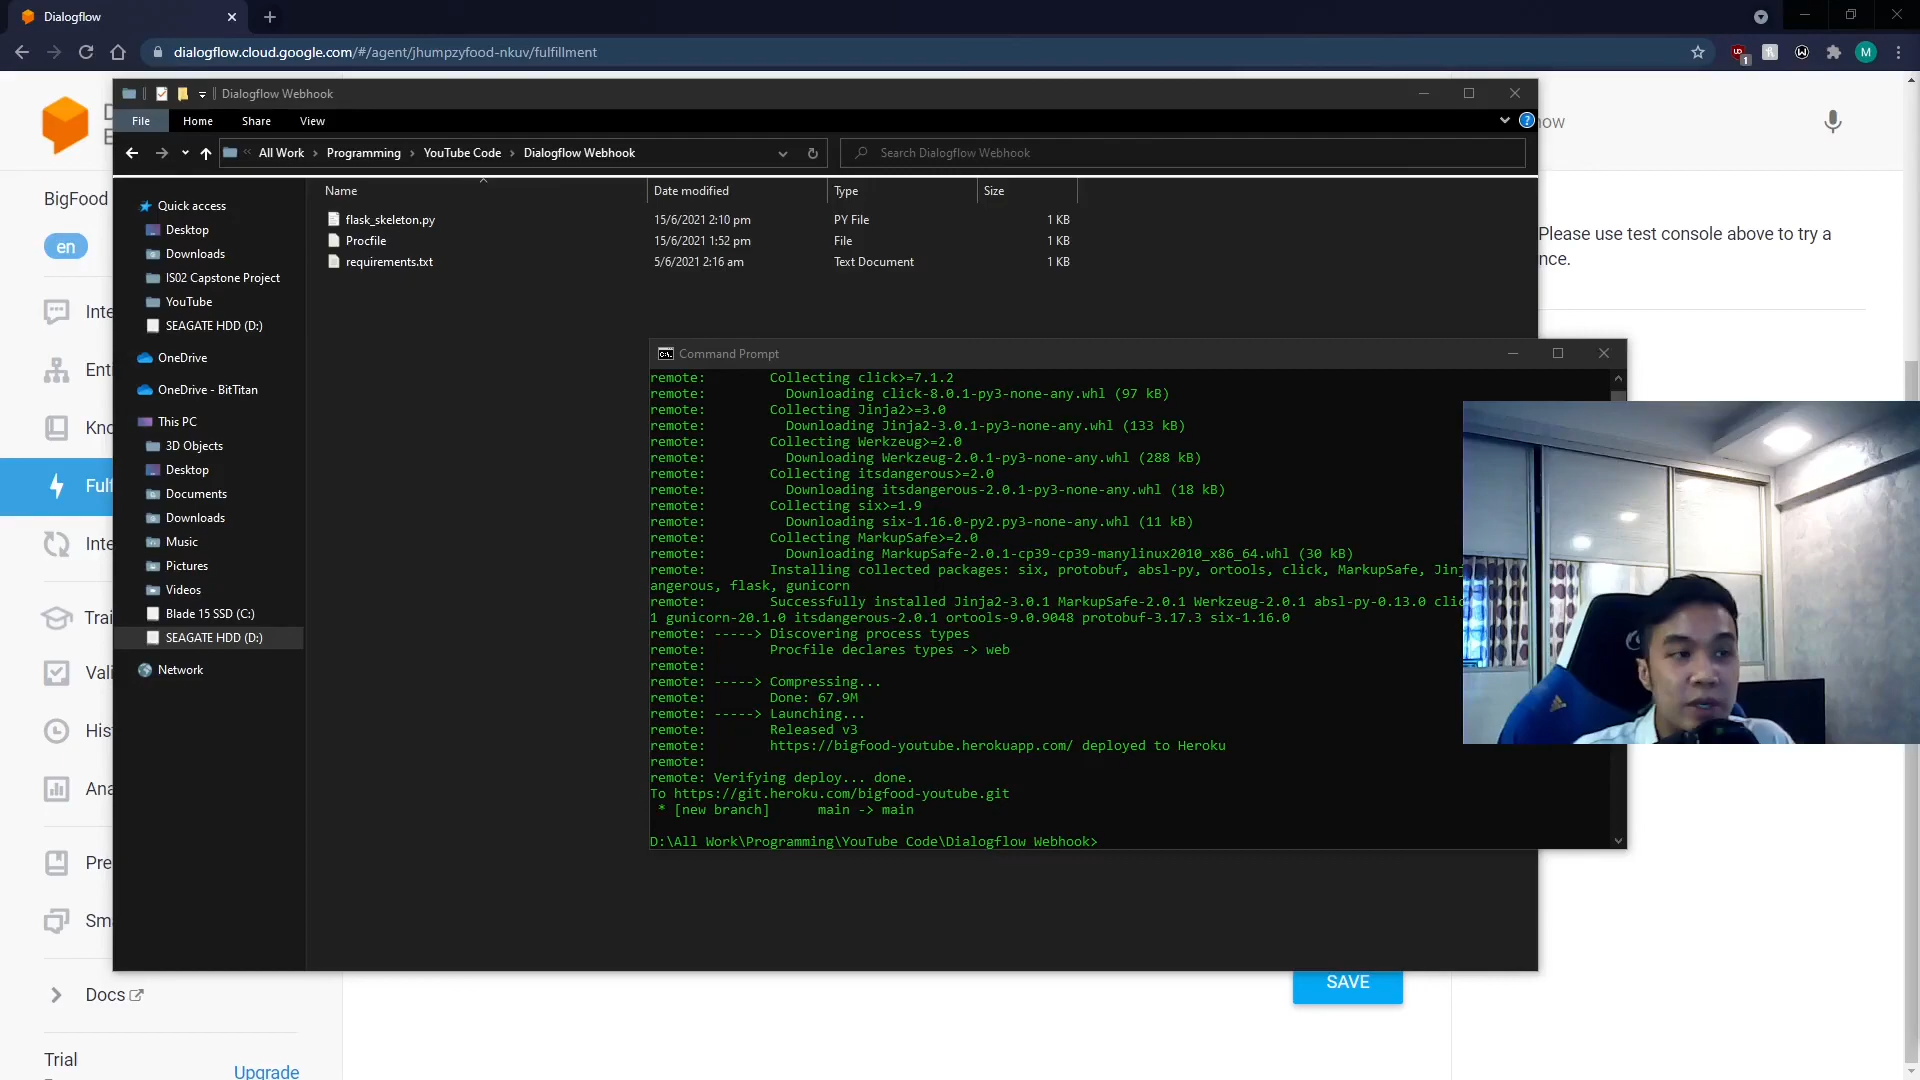 Dialogflow
dialogflow.cloud.google.com/#/agent/jhumpzyfood-nkuv/fulfillment
M
Dialogflow Webhook
File Home Share View
All Work Programming YouTube Code Dialogflow Webhook
Search Dialogflow Webhook
now
Name Date modified Type Size
flask_skeleton.py 15/6/2021 2:10 pm PY File 1 KB
Procfile 15/6/2021 1:52 pm File 1 KB
requirements.txt 5/6/2021 2:16 am Text Document 1 KB
Quick access
Desktop
Downloads
IS02 Capstone Project
YouTube
SEAGATE HDD (D:)
OneDrive
OneDrive - BitTitan
This PC
3D Objects
Desktop
Documents
Downloads
Music
Pictures
Videos
Blade 15 SSD (C:)
SEAGATE HDD (D:)
Network
BigFood
en
Inte
Enti
Kno
Fulf
Inte
Trai
Vali
Hist
Ana
Pre
Sma
Docs
Trial
Upgrade
Please use test console above to try a
nce.
SAVE
Command Prompt
remote: Collecting click>=7.1.2
remote: Downloading click-8.0.1-py3-none-any.whl (97 kB)
remote: Collecting Jinja2>=3.0
remote: Downloading Jinja2-3.0.1-py3-none-any.whl (133 kB)
remote: Collecting Werkzeug>=2.0
remote: Downloading Werkzeug-2.0.1-py3-none-any.whl (288 kB)
remote: Collecting itsdangerous>=2.0
remote: Downloading itsdangerous-2.0.1-py3-none-any.whl (18 kB)
remote: Collecting six>=1.9
remote: Downloading six-1.16.0-py2.py3-none-any.whl (11 kB)
remote: Collecting MarkupSafe>=2.0
remote: Downloading MarkupSafe-2.0.1-cp39-cp39-manylinux2010_x86_64.whl (30 kB)
remote: Installing collected packages: six, protobuf, absl-py, ortools, click, MarkupSafe, Jinj
angerous, flask, gunicorn
remote: Successfully installed Jinja2-3.0.1 MarkupSafe-2.0.1 Werkzeug-2.0.1 absl-py-0.13.0 clic
1 gunicorn-20.1.0 itsdangerous-2.0.1 ortools-9.0.9048 protobuf-3.17.3 six-1.16.0
remote: -----> Discovering process types
remote: Procfile declares types -> web
remote:
remote: -----> Compressing...
remote: Done: 67.9M
remote: -----> Launching...
remote: Released v3
remote: https://bigfood-youtube.herokuapp.com/ deployed to Heroku
remote:
remote: Verifying deploy... done.
To https://git.heroku.com/bigfood-youtube.git
* [new branch] main -> main
D:\All Work\Programming\YouTube Code\Dialogflow Webhook>